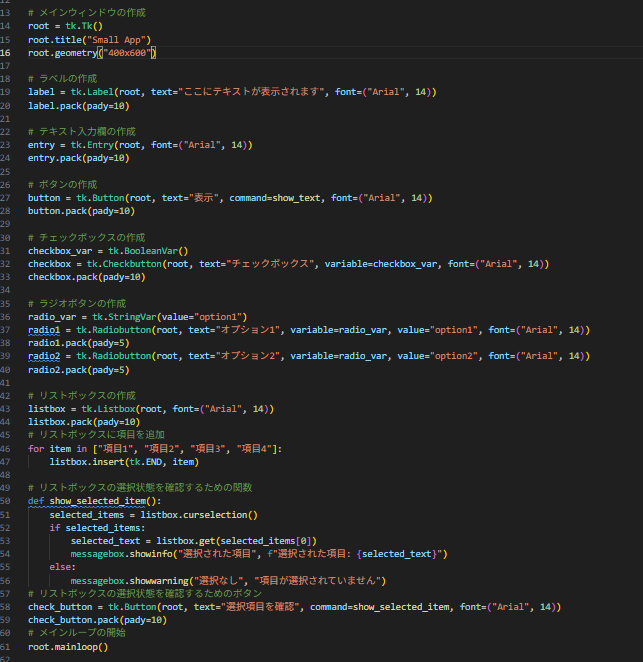 12
13 # メインウィンドウの作成
14 root = tk.Tk()
15 root.title("Small App")
16 root.geometry("400x600")
17
18 # ラベルの作成
19 label = tk.Label(root, text="ここにテキストが表示されます", font=("Arial", 14))
20 label.pack(pady=10)
21
22 # テキスト入力欄の作成
23 entry = tk.Entry(root, font=("Arial", 14))
24 entry.pack(pady=10)
25
26 # ボタンの作成
27 button = tk.Button(root, text="表示", command=show_text, font=("Arial", 14))
28 button.pack(pady=10)
29
30 # チェックボックスの作成
31 checkbox_var = tk.BooleanVar()
32 checkbox = tk.Checkbutton(root, text="チェックボックス", variable=checkbox_var, font=("Arial", 14))
33 checkbox.pack(pady=10)
34
35 # ラジオボタンの作成
36 radio_var = tk.StringVar(value="option1")
37 radio1 = tk.Radiobutton(root, text="オプション1", variable=radio_var, value="option1", font=("Arial", 14))
38 radio1.pack(pady=5)
39 radio2 = tk.Radiobutton(root, text="オプション2", variable=radio_var, value="option2", font=("Arial", 14))
40 radio2.pack(pady=5)
41
42 # リストボックスの作成
43 listbox = tk.Listbox(root, font=("Arial", 14))
44 listbox.pack(pady=10)
45 # リストボックスに項目を追加
46 for item in ["項目1", "項目2", "項目3", "項目4"]:
47     listbox.insert(tk.END, item)
48
49 # リストボックスの選択状態を確認するための関数
50 def show_selected_item():
51     selected_items = listbox.curselection()
52     if selected_items:
53         selected_text = listbox.get(selected_items[0])
54         messagebox.showinfo("選択された項目", f"選択された項目: {selected_text}")
55     else:
56         messagebox.showwarning("選択なし", "項目が選択されていません")
57 # リストボックスの選択状態を確認するためのボタン
58 check_button = tk.Button(root, text="選択項目を確認", command=show_selected_item, font=("Arial", 14))
59 check_button.pack(pady=10)
60 # メインループの開始
61 root.mainloop()
62